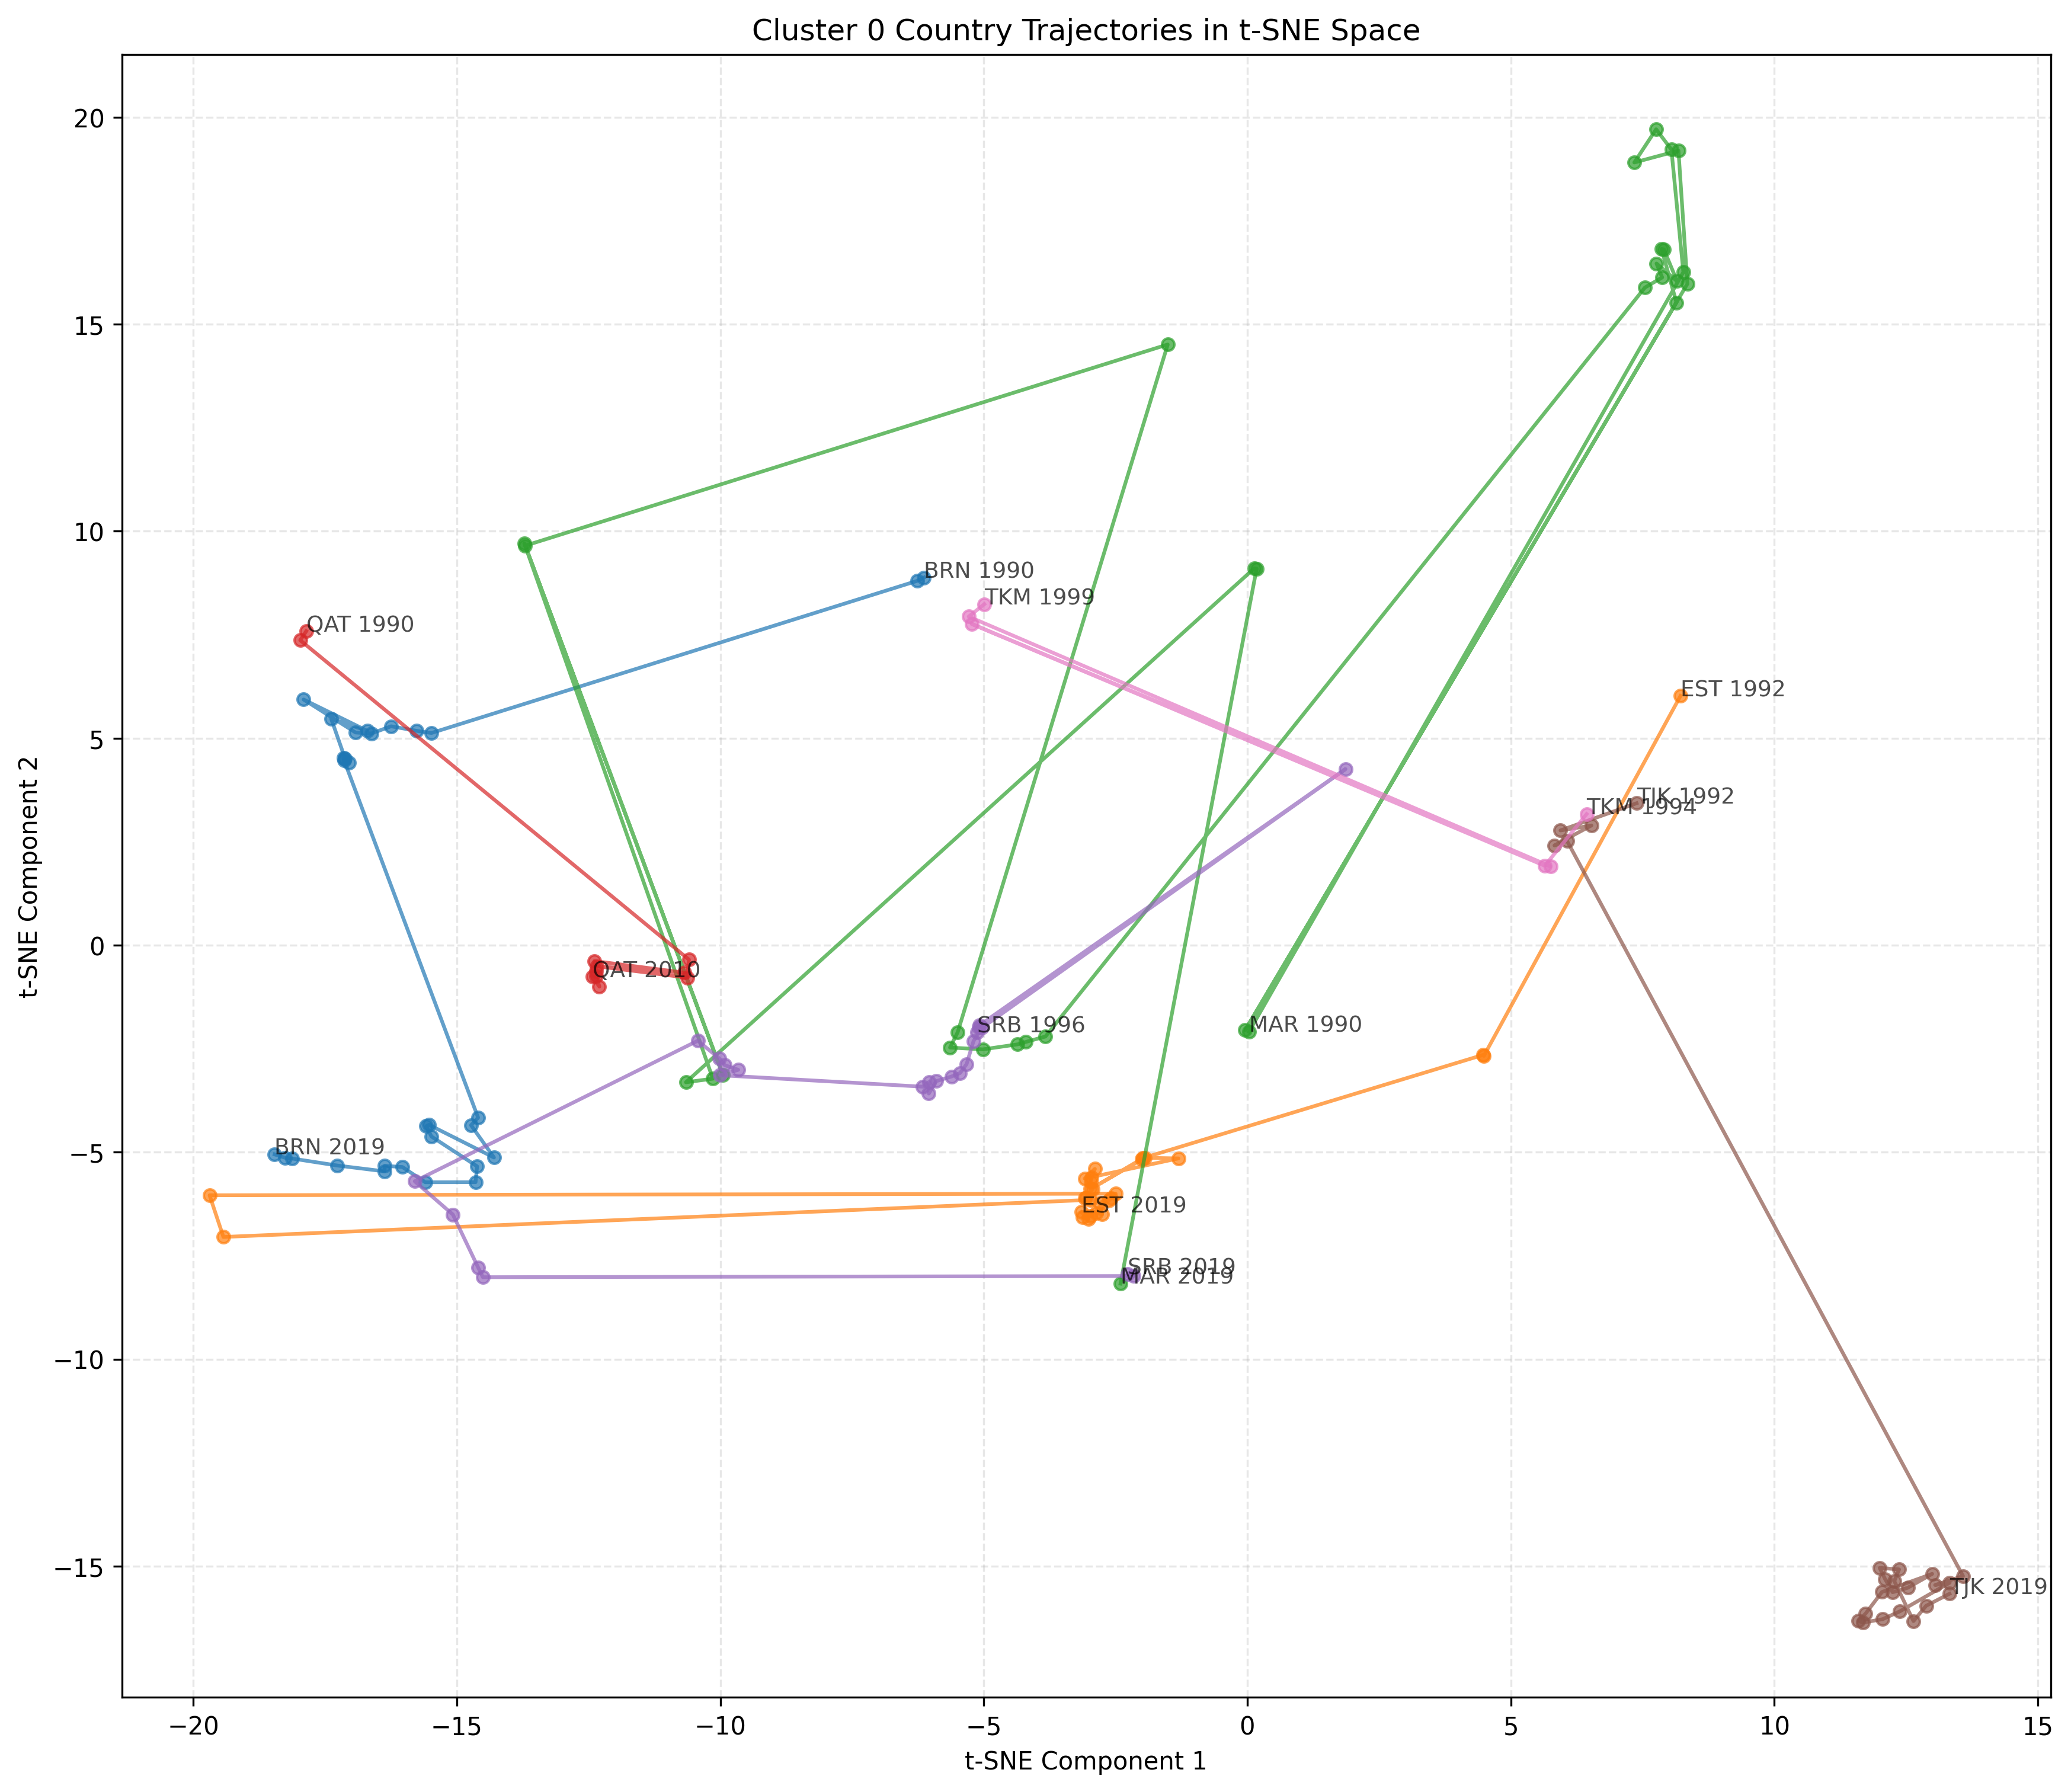 Cluster 0 Country Trajectories in t-SNE Space
t-SNE Component 2
20
15
10
5
0
−5
−10
−15
BRN 1990
TKM 1999
QAT 1990
EST 1992
TJK 1992
TKM 1994
QAT 2010
SRB 1996
MAR 1990
BRN 2019
EST 2019
SRB 2019
MAR 2019
TJK 2019
−20 −15 −10 −5 0 5 10 15
t-SNE Component 1